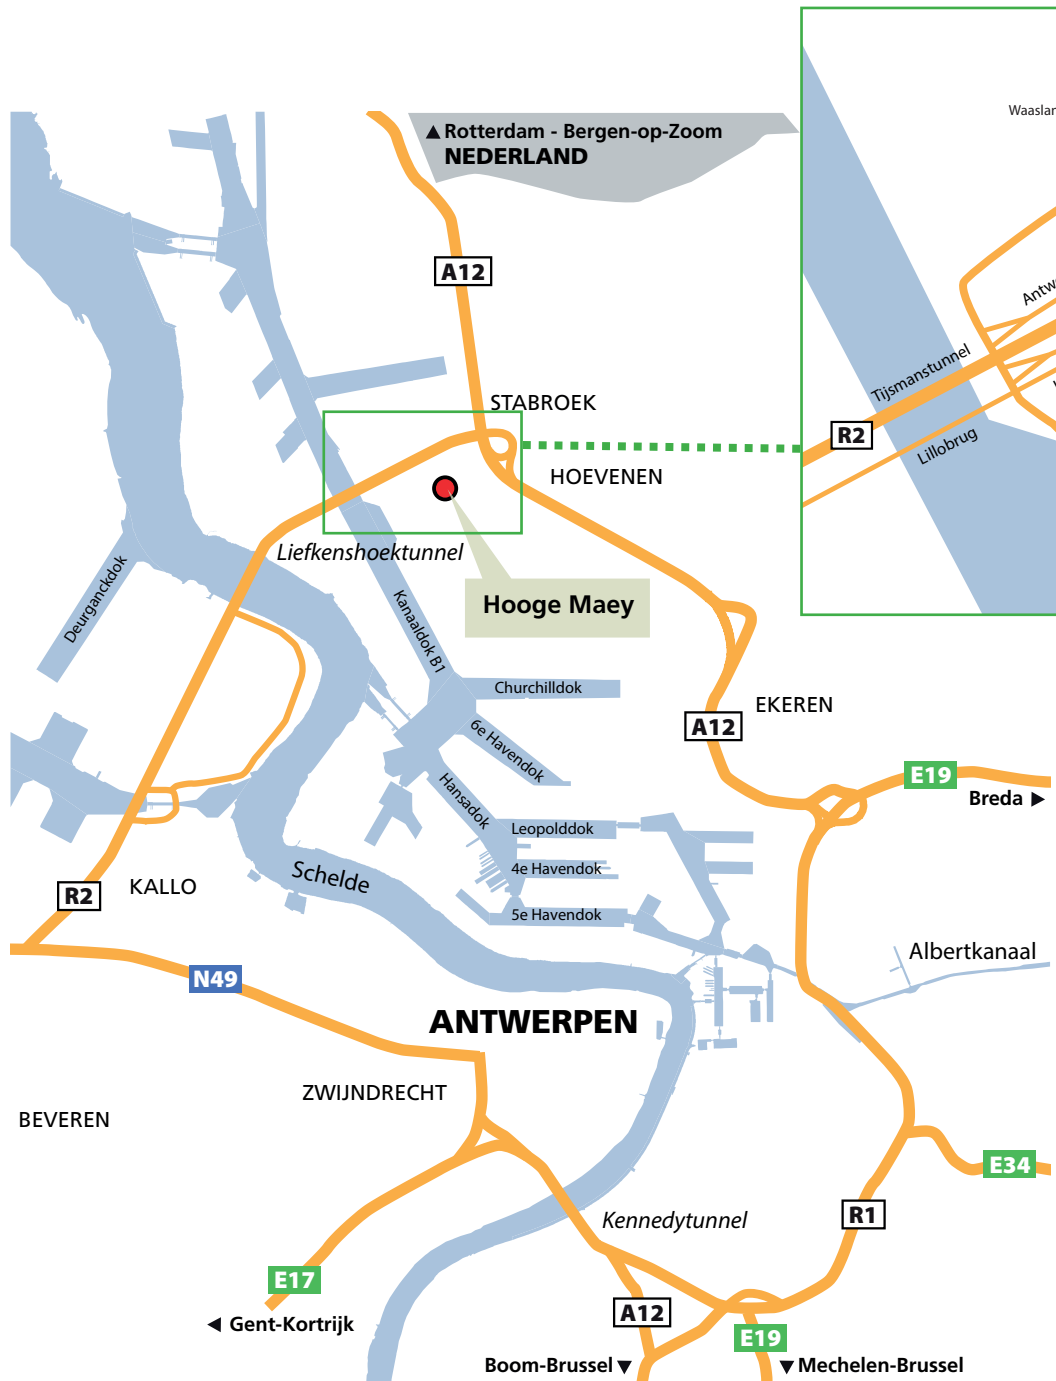 Rotterdam - Bergen-op-Zoom
NEDERLAND
A12
STABROEK
HOEVENEN
Liefkenshoektunnel
Hooge Maey
Deurganckdok
Kanaaldok B1
Churchilldok
6e Havendok
Hansadok
Leopolddok
4e Havendok
5e Havendok
EKEREN
A12
E19
Breda
Schelde
KALLO
R2
N49
Albertkanaal
ANTWERPEN
ZWIJNDRECHT
BEVEREN
E34
R1
Kennedytunnel
E17
Gent-Kortrijk
A12
E19
Boom-Brussel
Mechelen-Brussel
Waaslan
Antw
Tijsmanstunnel
R2
Lillobrug